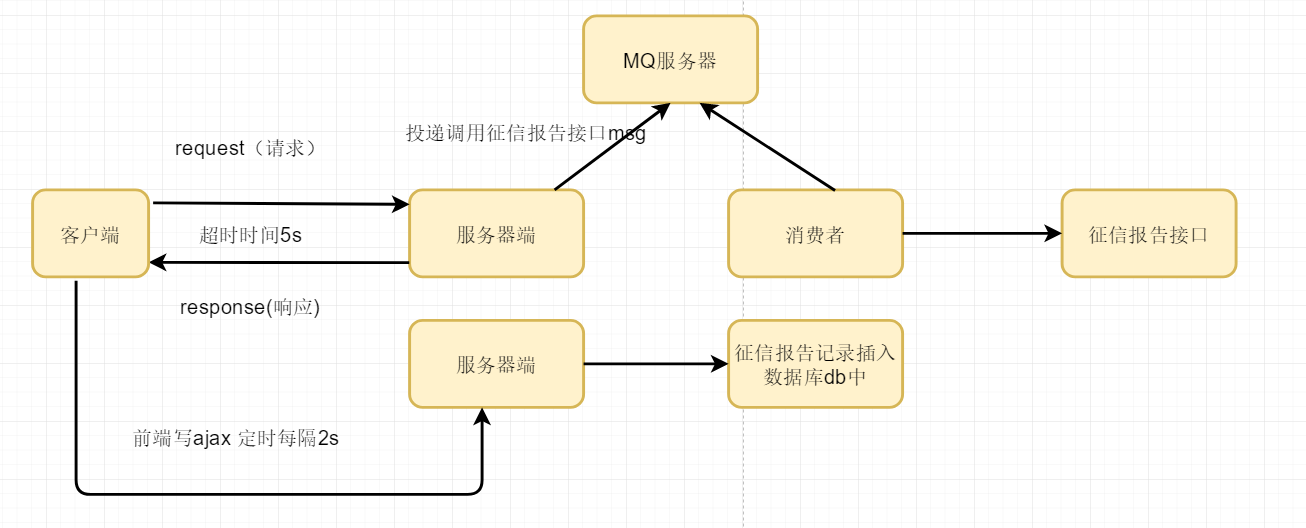 MQ服务器
投递调用征信报告接口msg
request（请求）
客户端
超时时间5s
服务器端
消费者
征信报告接口
response(响应)
服务器端
征信报告记录插入
数据库db中
前端写ajax 定时每隔2s